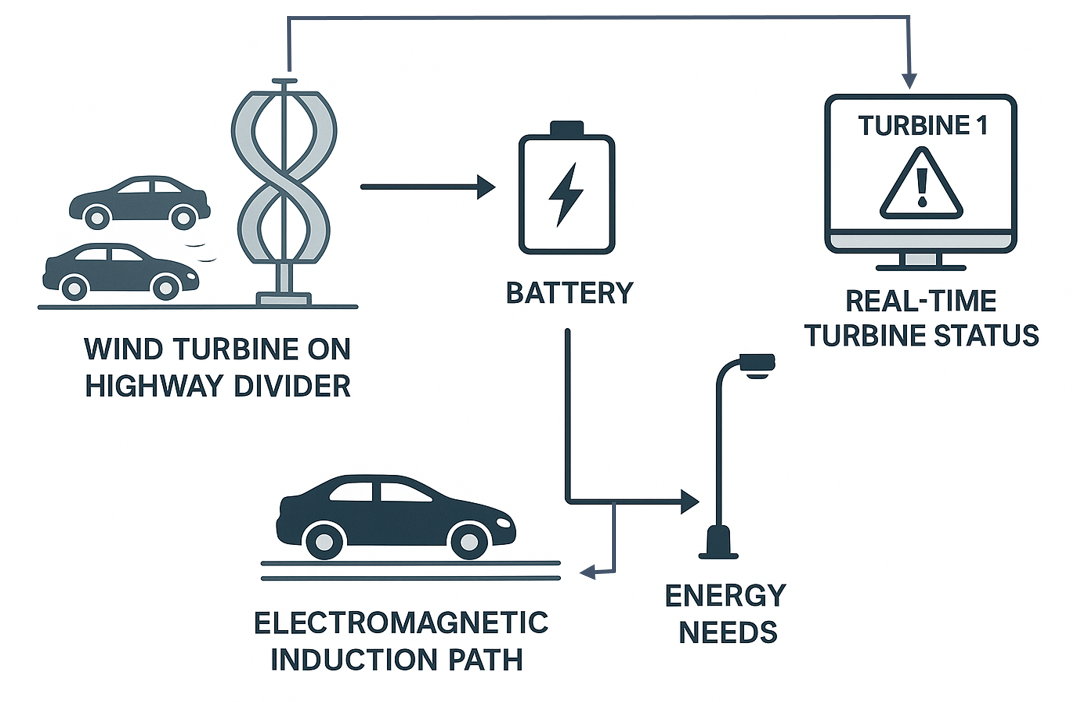 TURBINE 1
BATTERY
REAL-TIME
TURBINE STATUS
WIND TURBINE ON
HIGHWAY DIVIDER
ELECTROMAGNETIC
INDUCTION PATH
ENERGY
NEEDS